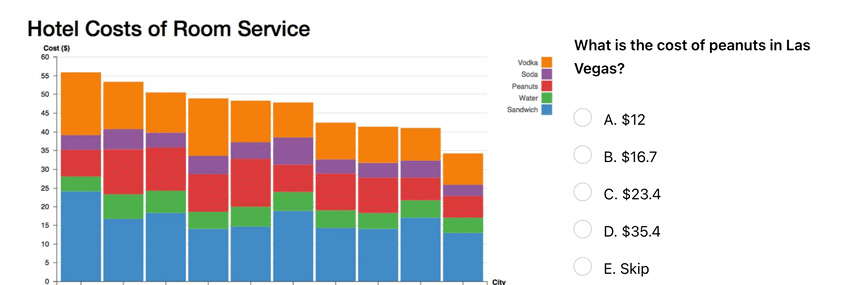 Hotel Costs of Room Service
Cost ($)
60
55
50
45
40
35
30
25
20
15
10
5
0
City
Vodka
Soda
Peanuts
Water
Sandwich
What is the cost of peanuts in Las
Vegas?
A. $12
B. $16.7
C. $23.4
D. $35.4
E. Skip